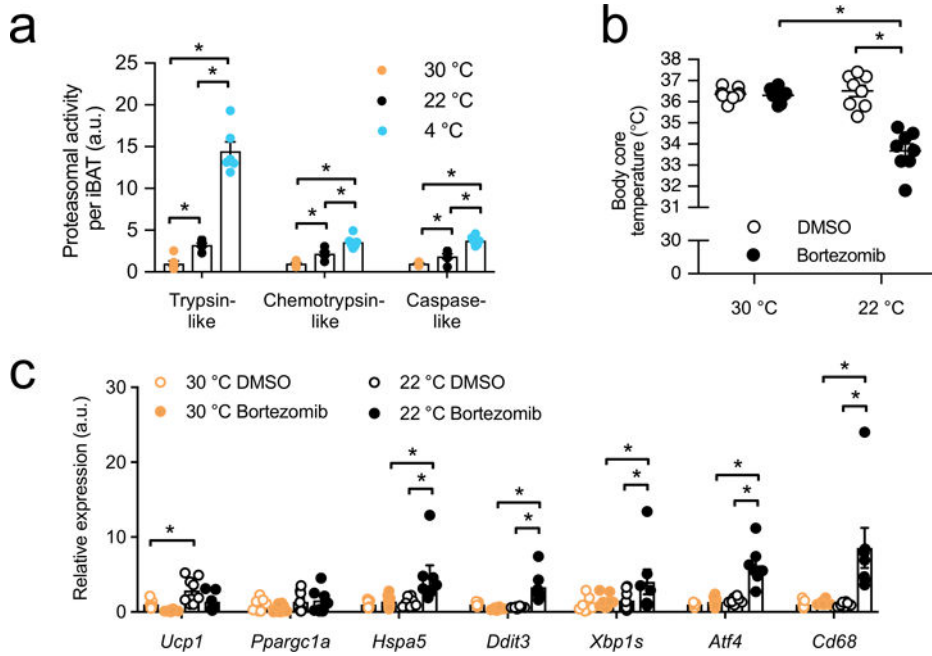 a
Proteasomal activity
per iBAT (a.u.)
25
20
15
10
5
0
30 °C
22 °C
4 °C
*
*
*
*
*
*
*
*
*
Trypsin-
like
Chemotrypsin-
like
Caspase-
like
b
Body core
temperature (°C)
38
37
36
35
34
33
32
31
30
0
*
*
DMSO
Bortezomib
30 °C
22 °C
c
Relative expression (a.u.)
30
20
10
0
30 °C DMSO
30 °C Bortezomib
22 °C DMSO
22 °C Bortezomib
*
*
*
*
*
*
*
*
*
*
*
Ucp1
Ppargc1a
Hspa5
Ddit3
Xbp1s
Atf4
Cd68